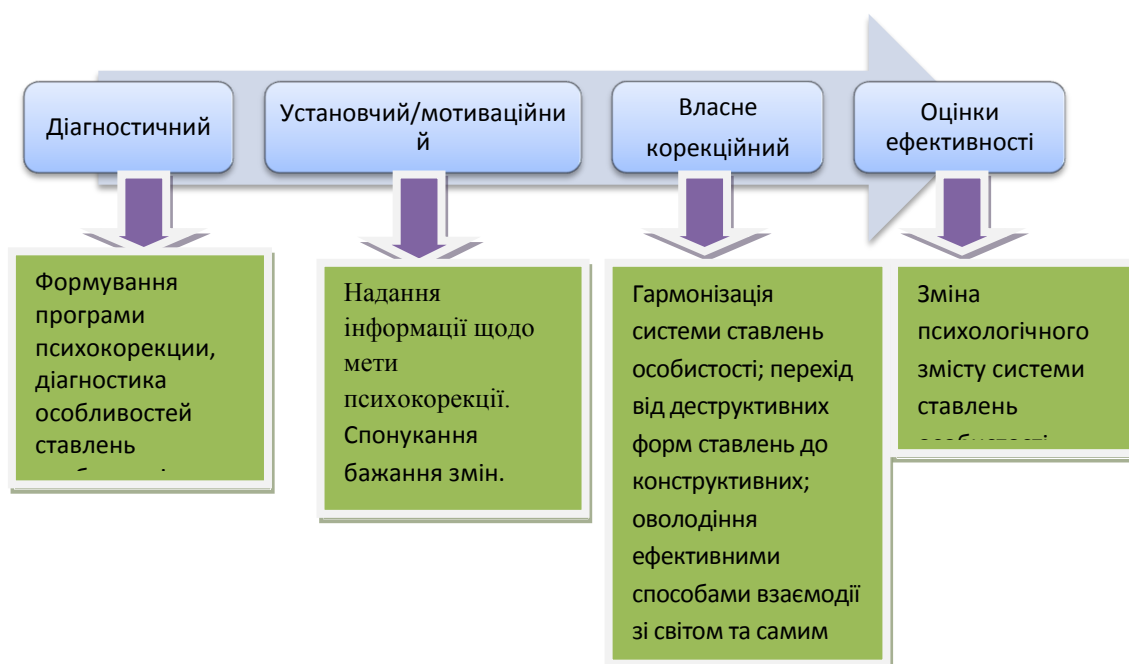 Діагностичний
Установчий/мотиваційни
й
Власне
корекційний
Оцінки
ефективності
Формування
програми
психокорекции,
діагностика
особливостей
ставлень
Надання
інформації щодо
мети
психокорекції.
Спонукання
бажання змін.
Гармонізація
системи ставлень
особистості; перехід
від деструктивних
форм ставлень до
конструктивних;
оволодіння
ефективними
способами взаємодії
зі світом та самим
Зміна
психологічного
змісту системи
ставлень
особистості